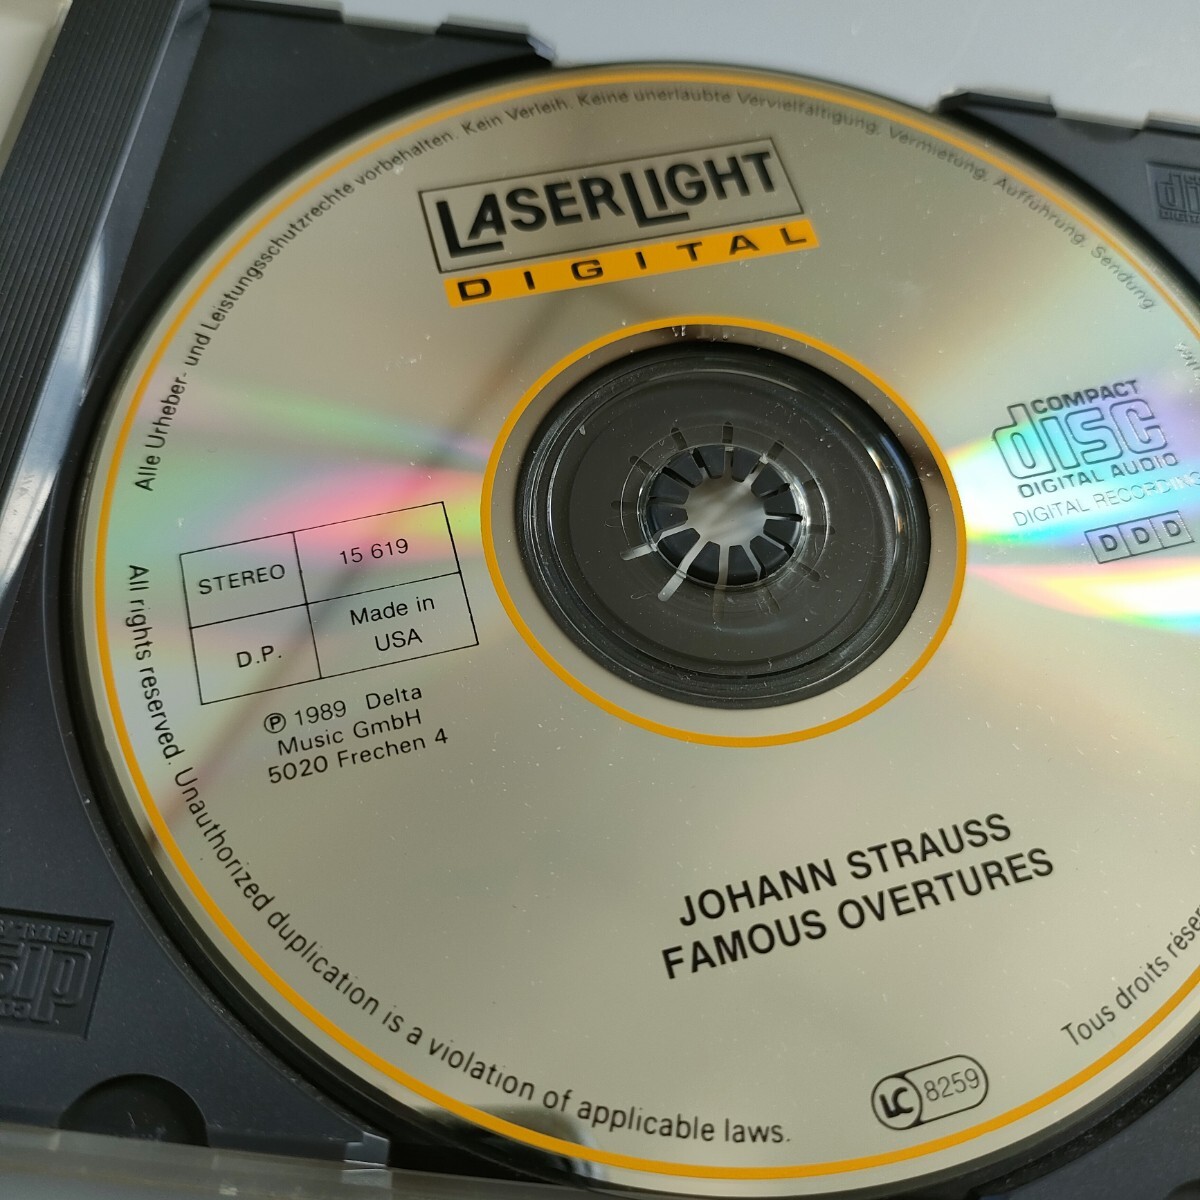 Alle Urheber- und Leistungsschutzrechte vorbehalten. Kein Verleih. Keine unerlaubte Vervielfältigung, Vermietung, Aufführung, Sendung.
LASERLIGHT
DIGITAL
COMPACT
disc
DIGITAL AUDIO
DIGITAL RECORDING
DDD
STEREO
15 619
D.P.
Made in
USA
℗ 1989 Delta
Music GmbH
5020 Frechen 4
JOHANN STRAUSS
FAMOUS OVERTURES
All rights reserved. Unauthorized duplication is a violation of applicable laws.
LC 8259
Tous droits réser